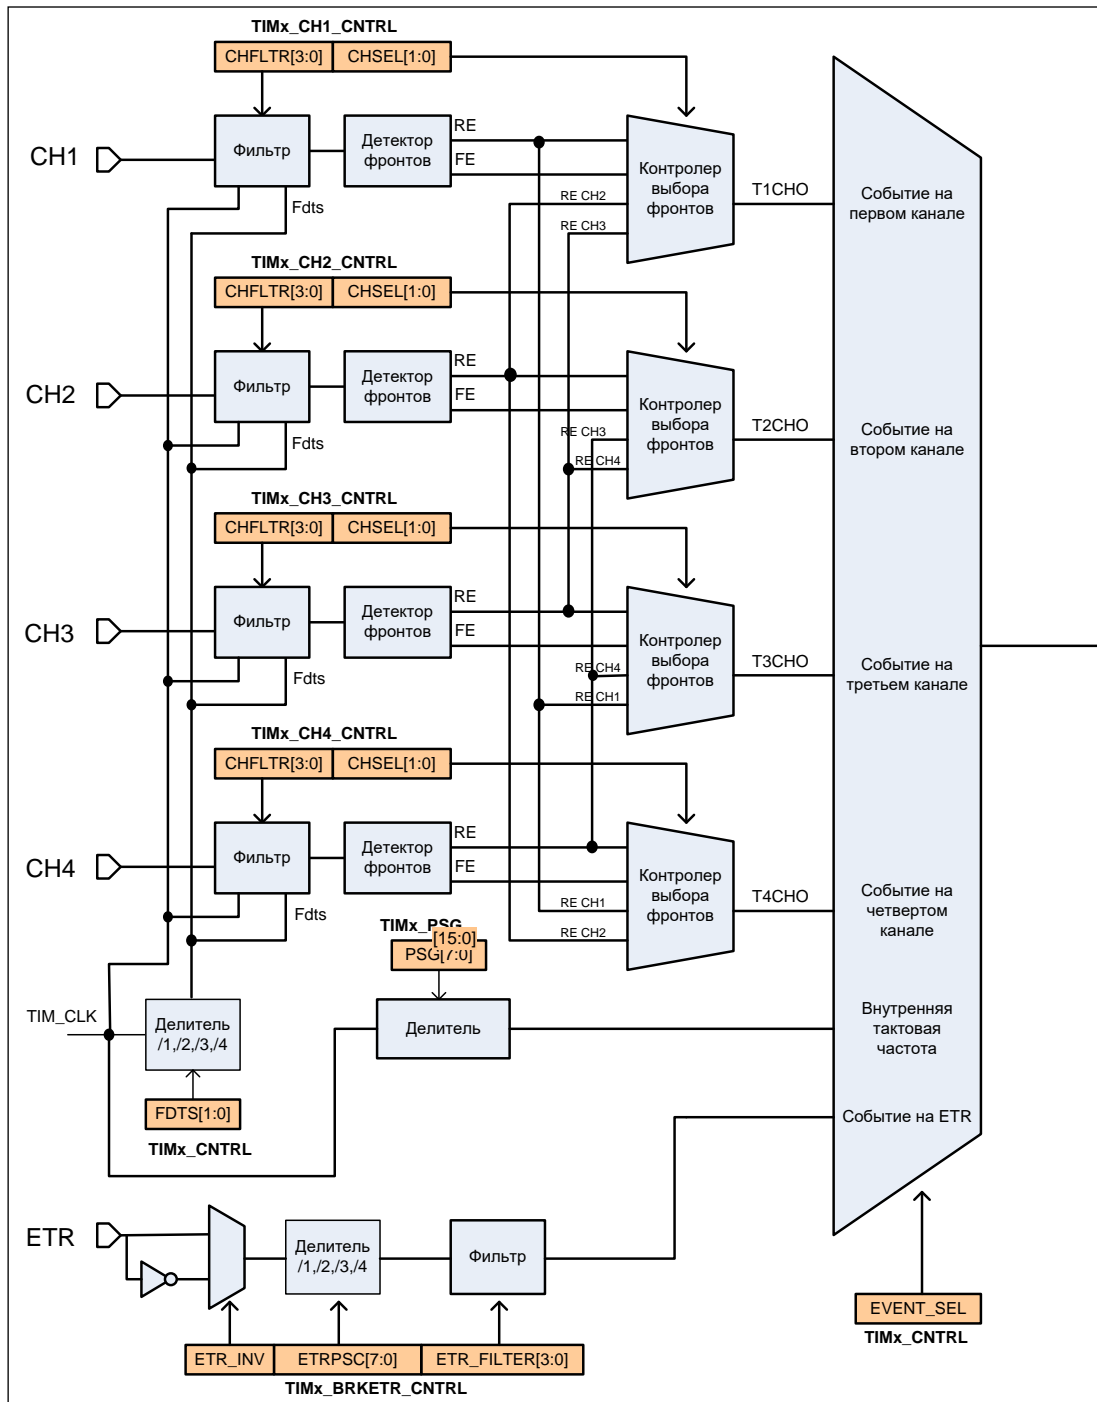 TIMx_CH1_CNTRL
CHFLTR[3:0] CHSEL[1:0]
CH1
Фильтр
Детектор
фронтов
RE
FE
RE CH2
RE CH3
Контролер
выбора
фронтов
T1CHO
Событие на
первом канале
Fdts
TIMx_CH2_CNTRL
CHFLTR[3:0] CHSEL[1:0]
CH2
Фильтр
Детектор
фронтов
RE
FE
RE CH3
RE CH4
Контролер
выбора
фронтов
T2CHO
Событие на
втором канале
Fdts
TIMx_CH3_CNTRL
CHFLTR[3:0] CHSEL[1:0]
CH3
Фильтр
Детектор
фронтов
RE
FE
RE CH4
RE CH1
Контролер
выбора
фронтов
T3CHO
Событие на
третьем канале
Fdts
TIMx_CH4_CNTRL
CHFLTR[3:0] CHSEL[1:0]
CH4
Фильтр
Детектор
фронтов
RE
FE
RE CH1
RE CH2
Контролер
выбора
фронтов
T4CHO
Событие на
четвертом
канале
Fdts
TIMx_PSG
[15:0]
PSG[7:0]
TIM_CLK
Делитель
/1,/2,/3,/4
Делитель
Внутренняя
тактовая
частота
FDTS[1:0]
TIMx_CNTRL
Событие на ETR
ETR
Делитель
/1,/2,/3,/4
Фильтр
EVENT_SEL
TIMx_CNTRL
ETR_INV ETRPSC[7:0] ETR_FILTER[3:0]
TIMx_BRKETR_CNTRL